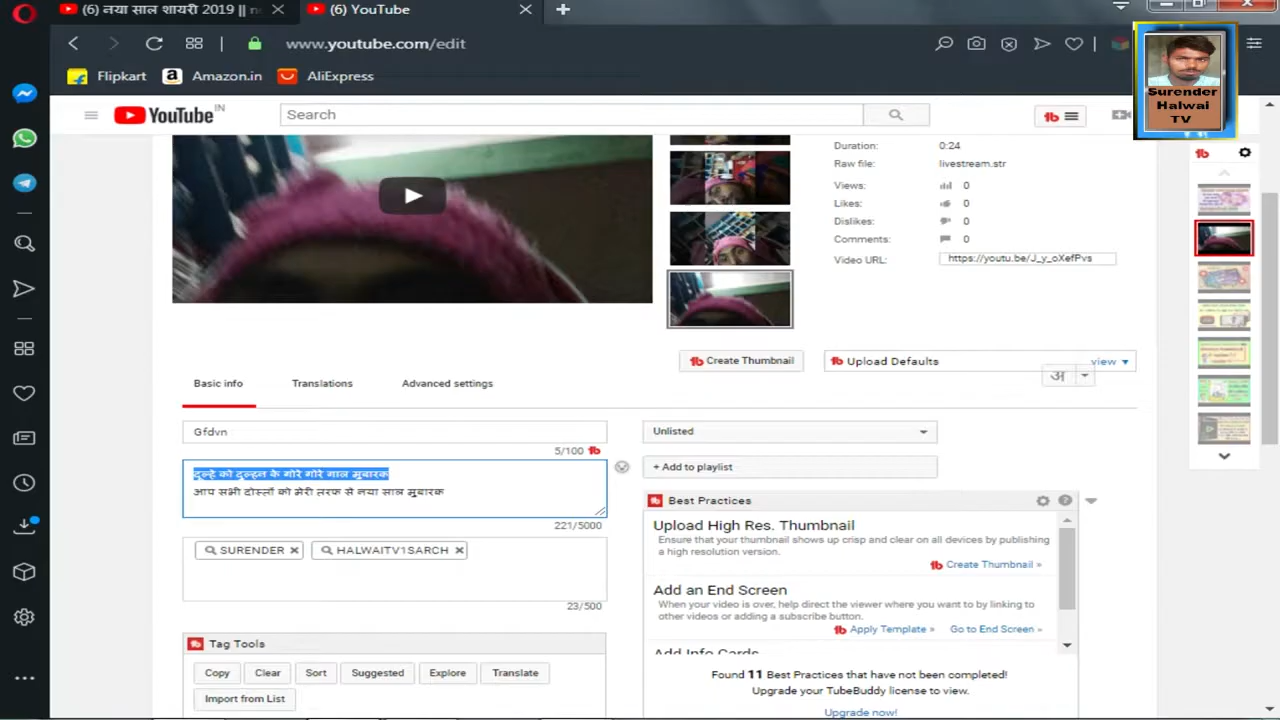 (6) नया साल शायरी 2019 || n
(6) YouTube
www.youtube.com/edit
Flipkart
Amazon.in
AliExpress
Surender
Halwai
TV
YouTube IN
Search
Duration: 0:24
Raw file: livestream.str
Views: 0
Likes: 0
Dislikes: 0
Comments: 0
Video URL: https://youtu.be/J_y_oXefPvs
Create Thumbnail
Upload Defaults
view
अ
Basic info
Translations
Advanced settings
Gfdvn
5/100
Unlisted
दुल्हे को दुल्हन के गोरे गोरे गाल मुबारक
आप सभी दोस्तों को मेरी तरफ से नया साल मुबारक
221/5000
+ Add to playlist
SURENDER
HALWAITV1SARCH
23/500
Best Practices
Upload High Res. Thumbnail
Ensure that your thumbnail shows up crisp and clear on all devices by publishing
a high resolution version.
Create Thumbnail »
Add an End Screen
When your video is over, help direct the viewer where you want to by linking to
other videos or adding a subscribe button.
Apply Template »
Go to End Screen »
Add Info Cards
Found 11 Best Practices that have not been completed!
Upgrade your TubeBuddy license to view.
Upgrade now!
Tag Tools
Copy
Clear
Sort
Suggested
Explore
Translate
Import from List